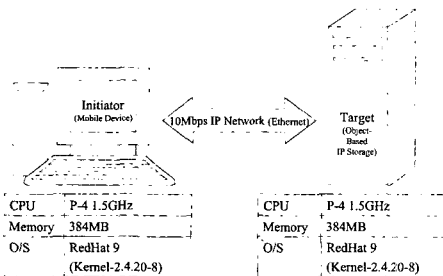 Initiator
(Mobile Device)
10Mbps IP Network (Ethernet)
Target
(Object-
Based
IP Storage)
CPU P-4 1.5GHz
Memory 384MB
O/S RedHat 9
(Kernel-2.4.20-8)
CPU P-4 1.5GHz
Memory 384MB
O/S RedHat 9
(Kernel-2.4.20-8)